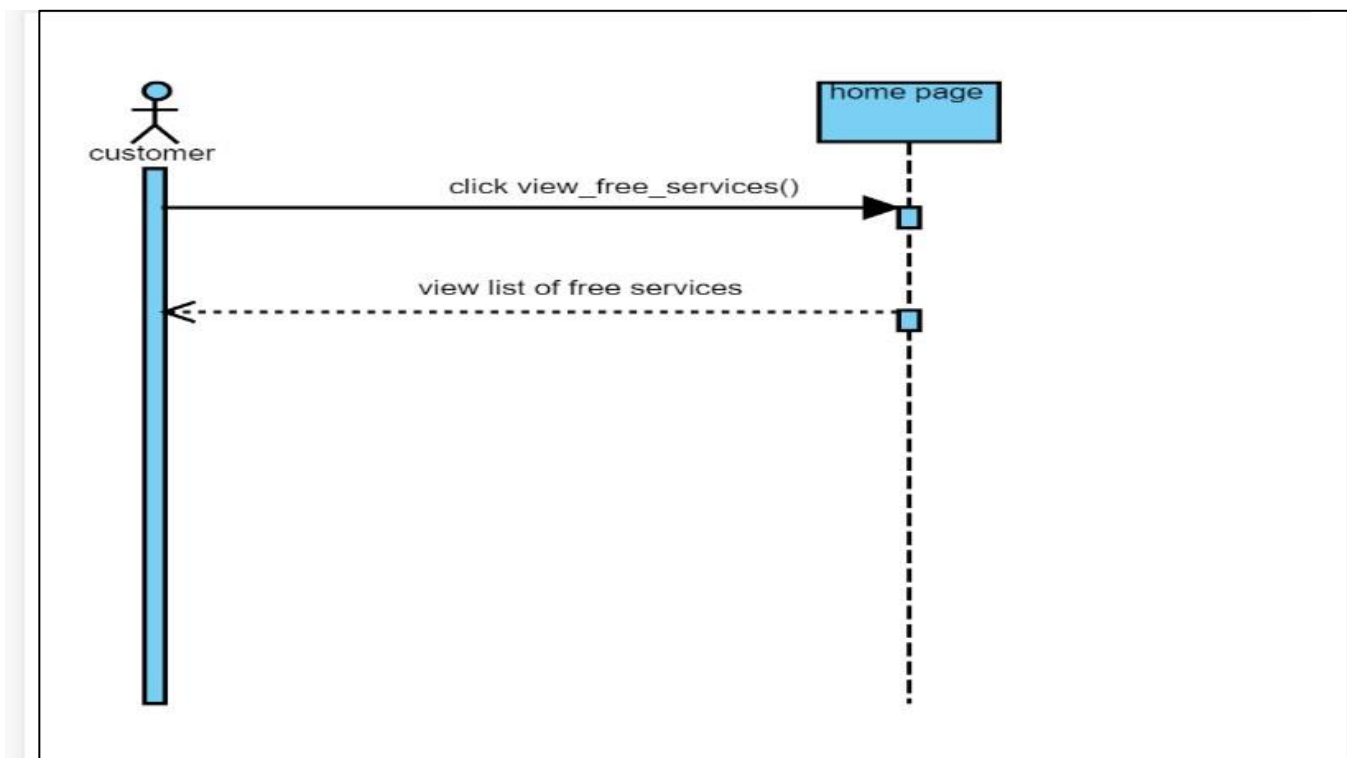 home page
customer
click view_free_services()
view list of free services